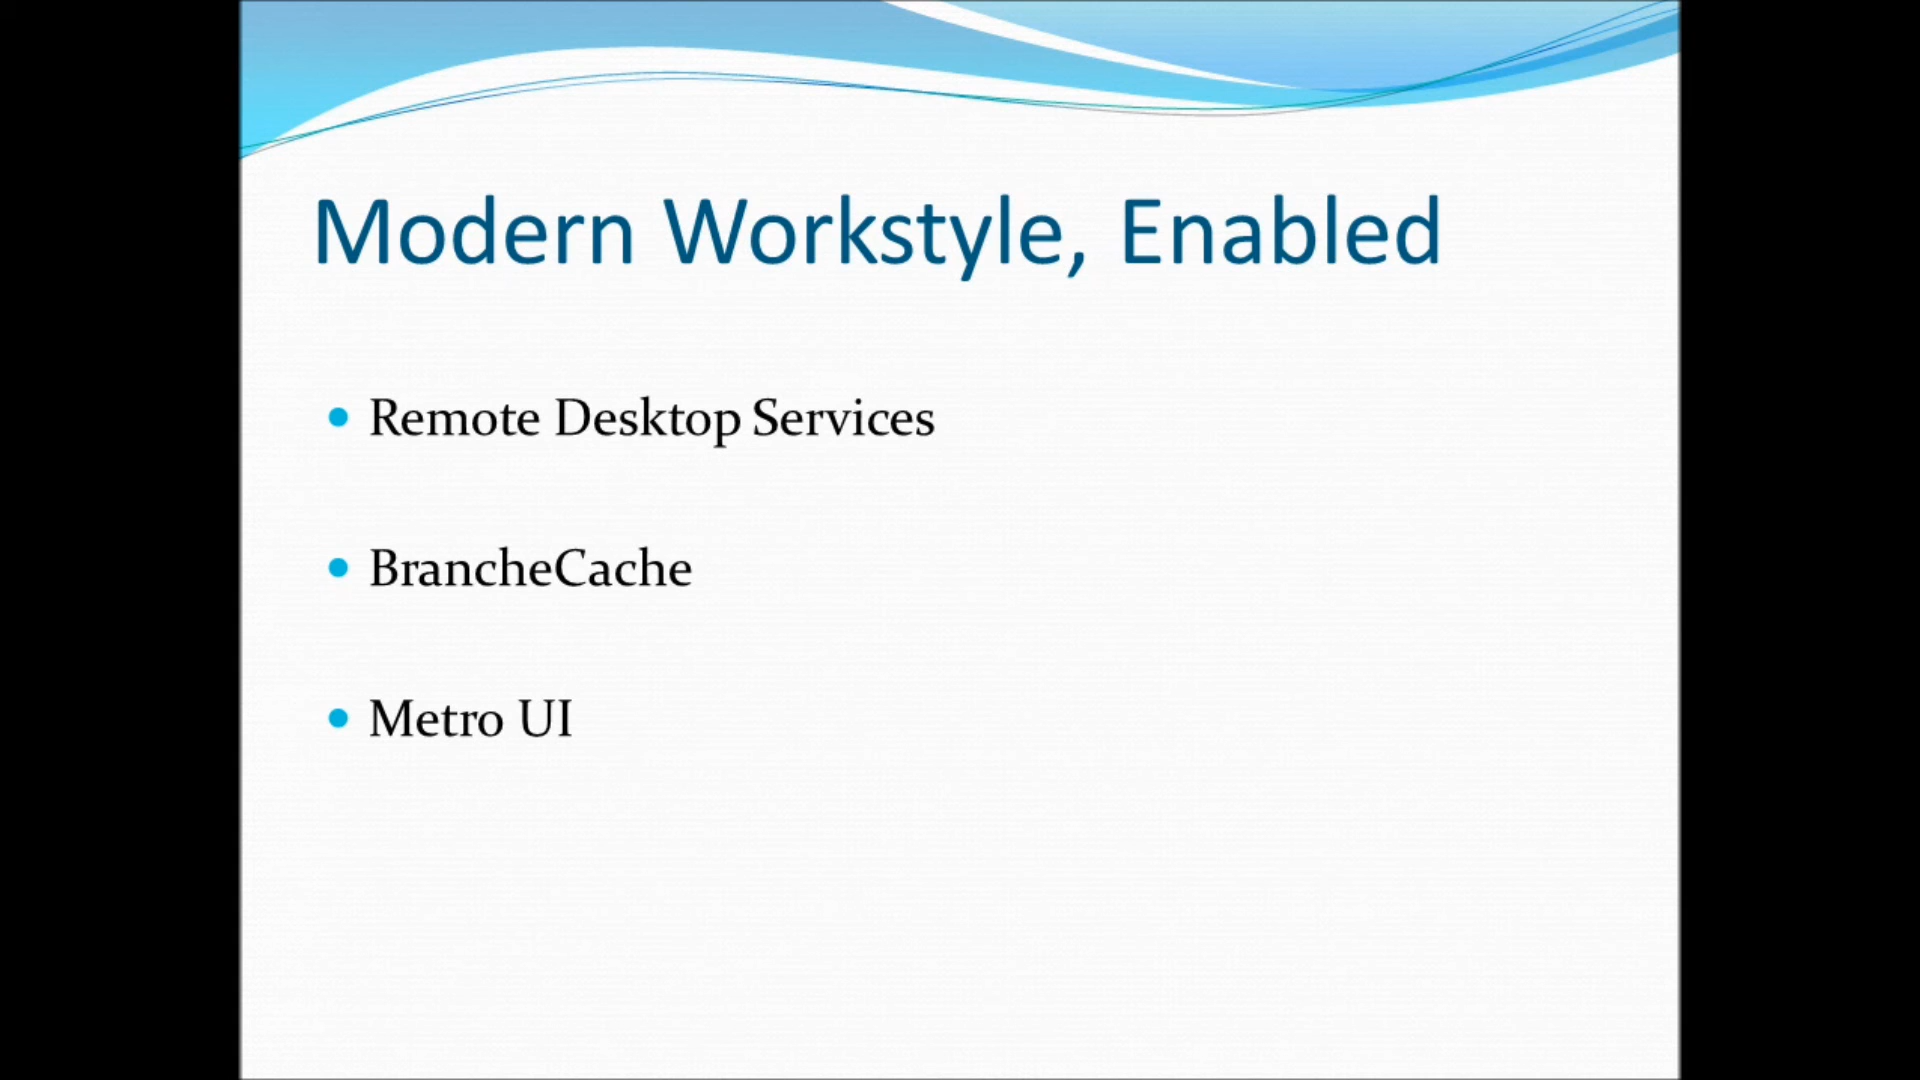 Modern Workstyle, Enabled
• Remote Desktop Services
• BrancheCache
• Metro UI